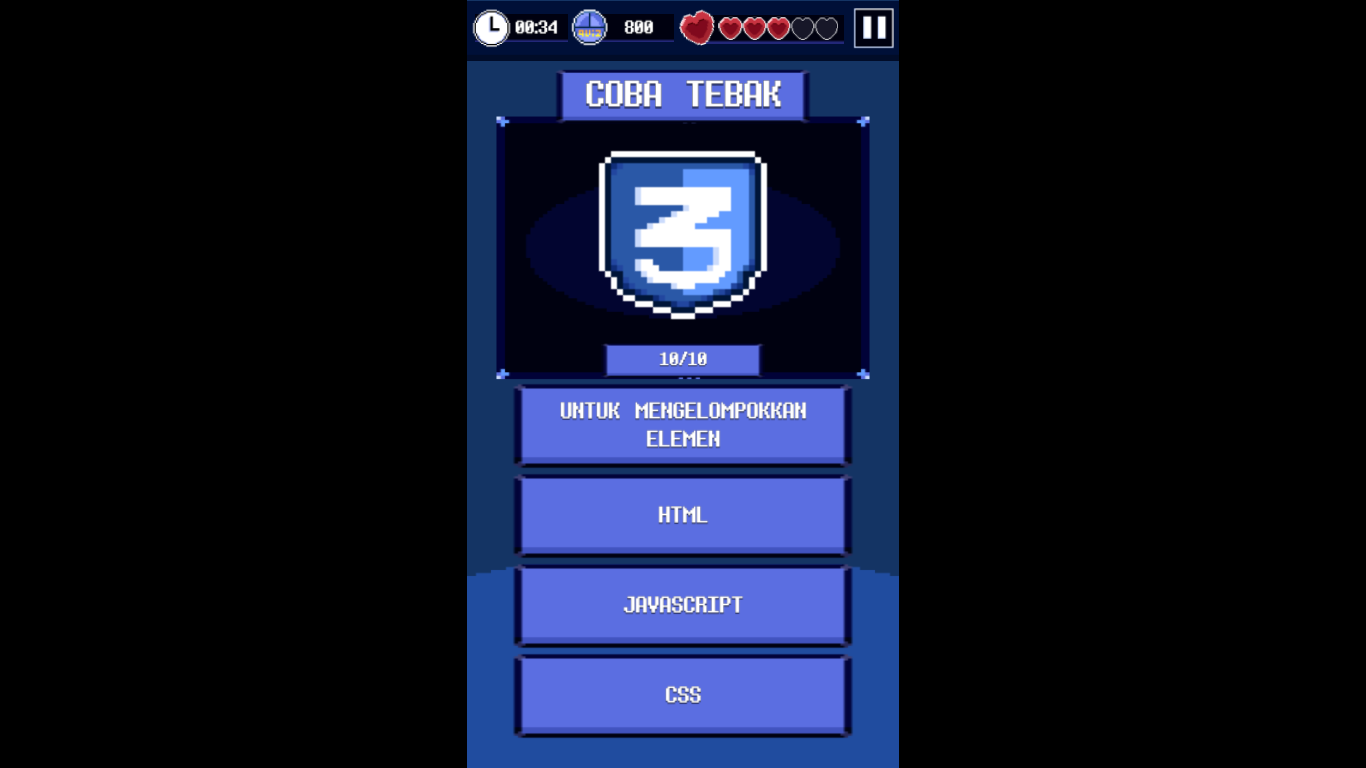 00:34 800
COBA TEBAK
3
10/10
UNTUK MENGELOMPOKKAN
ELEMEN
HTML
JAVASCRIPT
CSS